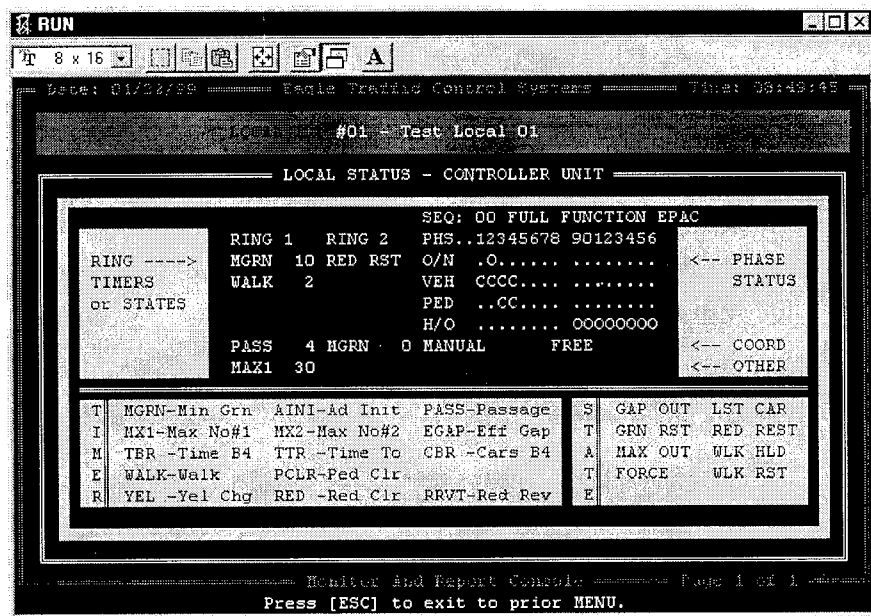 RUN
8 x 16 A
Date: 01/22/99 Eagle Traffic Control Systems Time: 08:49:45
#01 - Test Local 01
LOCAL STATUS - CONTROLLER UNIT
SEQ: 00 FULL FUNCTION EPAC
RING 1 RING 2 PHS..12345678 90123456
RING ----> MGRN 10 RED RST O/N .O...... ........ <-- PHASE
TIMERS WALK 2 VEH CCCC.... ........ STATUS
or STATES PED ..CC.... ........
H/O ........ OOOOOOOO
PASS 4 MGRN 0 MANUAL FREE <-- COORD
MAX1 30 <-- OTHER
T MGRN-Min Grn AINI-Ad Init PASS-Passage S GAP OUT LST CAR
I MX1-Max No#1 MX2-Max No#2 EGAP-Eff Gap T GRN RST RED REST
M TBR -Time B4 TTR -Time To CBR -Cars B4 A MAX OUT WLK HLD
E WALK-Walk PCLR-Ped Clr T FORCE WLK RST
R YEL -Yel Chg RED -Red Clr RRVT-Red Rev E
Monitor And Report Console Page 1 of 1
Press [ESC] to exit to prior MENU.